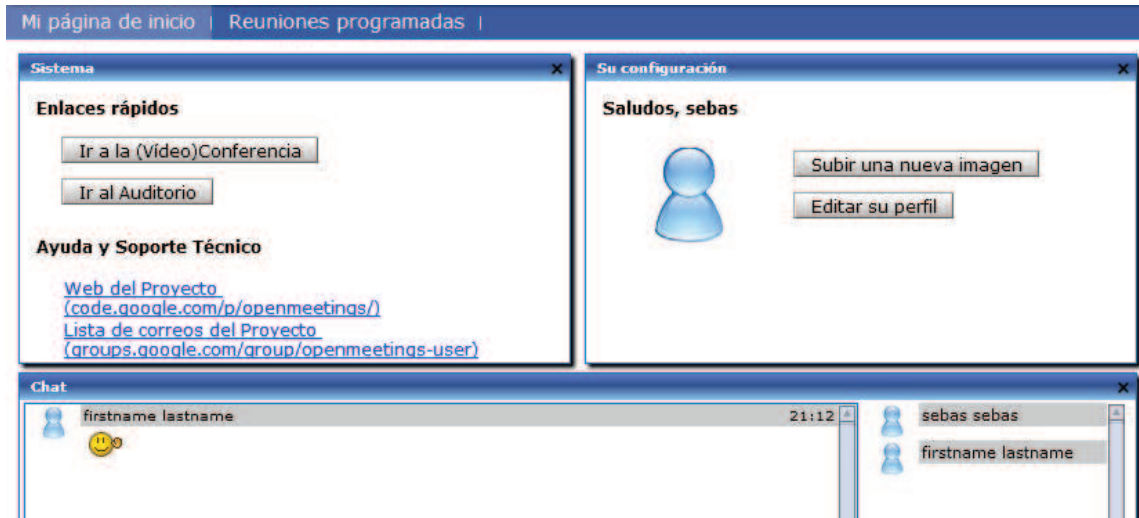 Mi página de inicio | Reuniones programadas |
Sistema
Enlaces rápidos
Ir a la (Vídeo)Conferencia
Ir al Auditorio
Ayuda y Soporte Técnico
Web del Proyecto
(code.google.com/p/openmeetings/)
Lista de correos del Proyecto
(groups.google.com/group/openmeetings-user)
Su configuración
Saludos, sebas
Subir una nueva imagen
Editar su perfil
Chat
firstname lastname 21:12
sebas sebas
firstname lastname